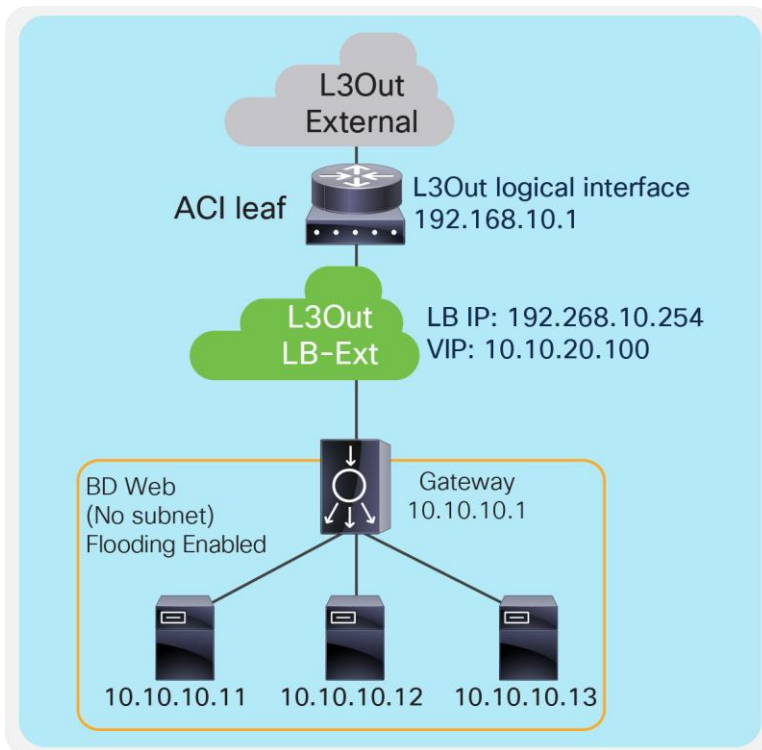 L3Out
External
ACI leaf
L3Out logical interface
192.168.10.1
L3Out
LB-Ext
LB IP: 192.268.10.254
VIP: 10.10.20.100
BD Web
(No subnet)
Flooding Enabled
Gateway
10.10.10.1
10.10.10.11
10.10.10.12
10.10.10.13